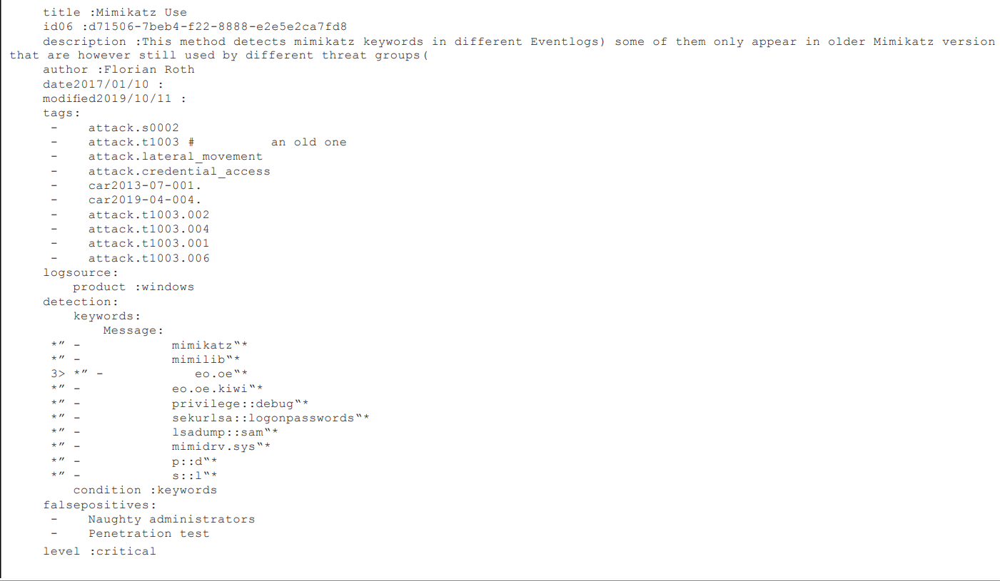 title :Mimikatz Use
id06 :d71506-7beb4-f22-8888-e2e5e2ca7fd8
description :This method detects mimikatz keywords in different Eventlogs) some of them only appear in older Mimikatz version
that are however still used by different threat groups(
author :Florian Roth
date2017/01/10 :
modified2019/10/11 :
tags:
- attack.s0002
- attack.t1003 # an old one
- attack.lateral_movement
- attack.credential_access
- car2013-07-001.
- car2019-04-004.
- attack.t1003.002
- attack.t1003.004
- attack.t1003.001
- attack.t1003.006
logsource:
product :windows
detection:
keywords:
Message:
*” - mimikatz“*
*” - mimilib“*
3> *” - eo.oe“*
*” - eo.oe.kiwi“*
*” - privilege::debug“*
*” - sekurlsa::logonpasswords“*
*” - lsadump::sam“*
*” - mimidrv.sys“*
*” - p::d“*
*” - s::l“*
condition :keywords
falsepositives:
- Naughty administrators
- Penetration test
level :critical